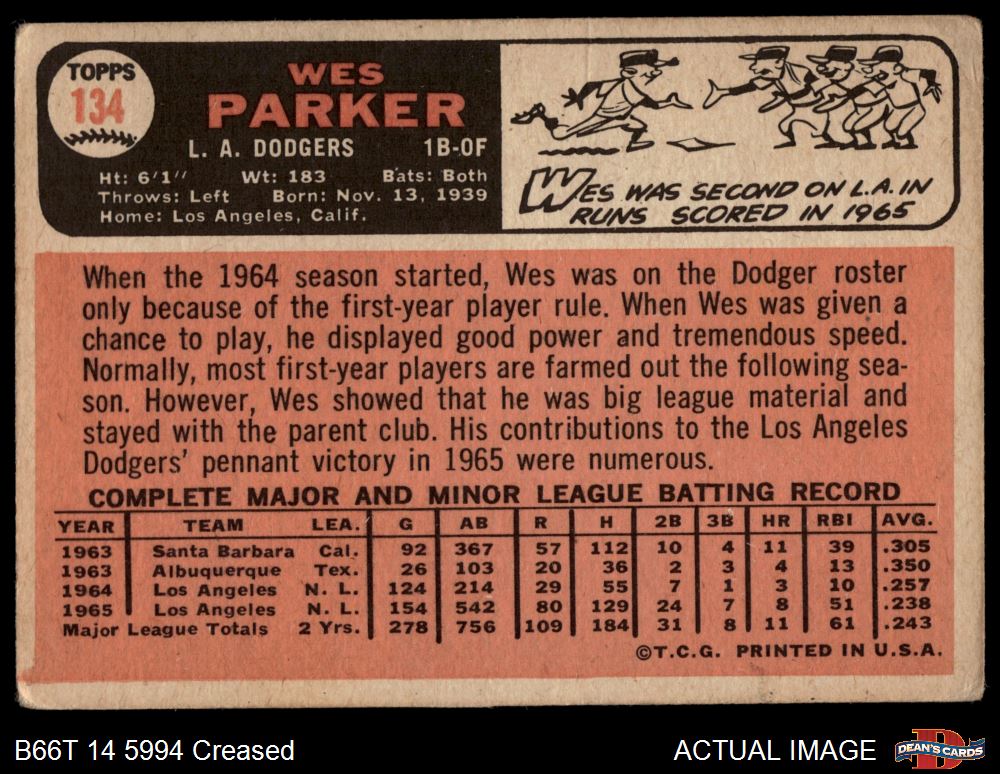 TOPPS
134
WES
PARKER
L. A. DODGERS 1B-OF
Ht: 6'1" Wt: 183 Bats: Both
Throws: Left Born: Nov. 13, 1939
Home: Los Angeles, Calif.
WES WAS SECOND ON L.A. IN
RUNS SCORED IN 1965
When the 1964 season started, Wes was on the Dodger roster
only because of the first-year player rule. When Wes was given a
chance to play, he displayed good power and tremendous speed.
Normally, most first-year players are farmed out the following sea-
son. However, Wes showed that he was big league material and
stayed with the parent club. His contributions to the Los Angeles
Dodgers' pennant victory in 1965 were numerous.
COMPLETE MAJOR AND MINOR LEAGUE BATTING RECORD
YEAR TEAM LEA. G AB R H 2B 3B HR RBI AVG.
1963 Santa Barbara Cal. 92 367 57 112 10 4 11 39 .305
1963 Albuquerque Tex. 26 103 20 36 2 3 4 13 .350
1964 Los Angeles N. L. 124 214 29 55 7 1 3 10 .257
1965 Los Angeles N. L. 154 542 80 129 24 7 8 51 .238
Major League Totals 2 Yrs. 278 756 109 184 31 8 11 61 .243
©T.C.G. PRINTED IN U.S.A.
B66T 14 5994 Creased
ACTUAL IMAGE
DEAN'S CARDS